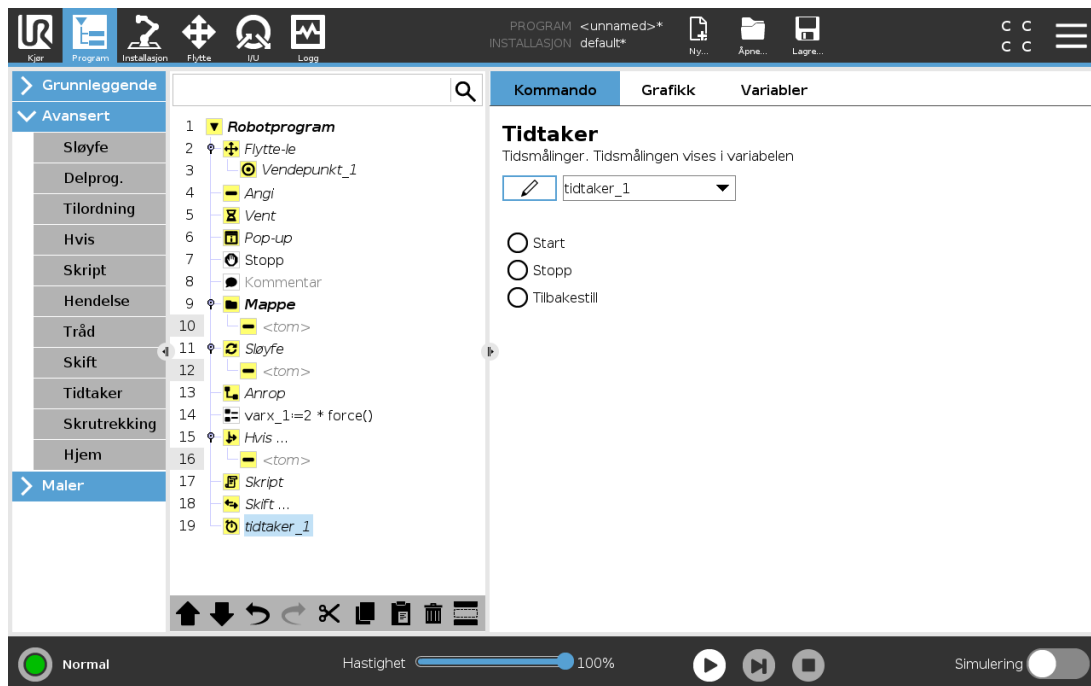 UR
PROGRAM <unnamed>*
INSTALLASJON default*
C C
C C
Kjør Program Installasjon Flytte I/U Logg Ny... Åpne... Lagre...
Grunnleggende
Avansert
Sløyfe
Delprog.
Tilordning
Hvis
Skript
Hendelse
Tråd
Skift
Tidtaker
Skrutrekking
Hjem
Maler
1 Robotprogram
2 Flytte-le
3 Vendepunkt_1
4 Angi
5 Vent
6 Pop-up
7 Stopp
8 Kommentar
9 Mappe
10 <tom>
11 Sløyfe
12 <tom>
13 Anrop
14 varx_1:=2 * force()
15 Hvis ...
16 <tom>
17 Skript
18 Skift ...
19 tidtaker_1
Kommando Grafikk Variabler
Tidtaker
Tidsmålinger. Tidsmålingen vises i variabelen
tidtaker_1
Start
Stopp
Tilbakestill
Normal Hastighet 100% Simulering